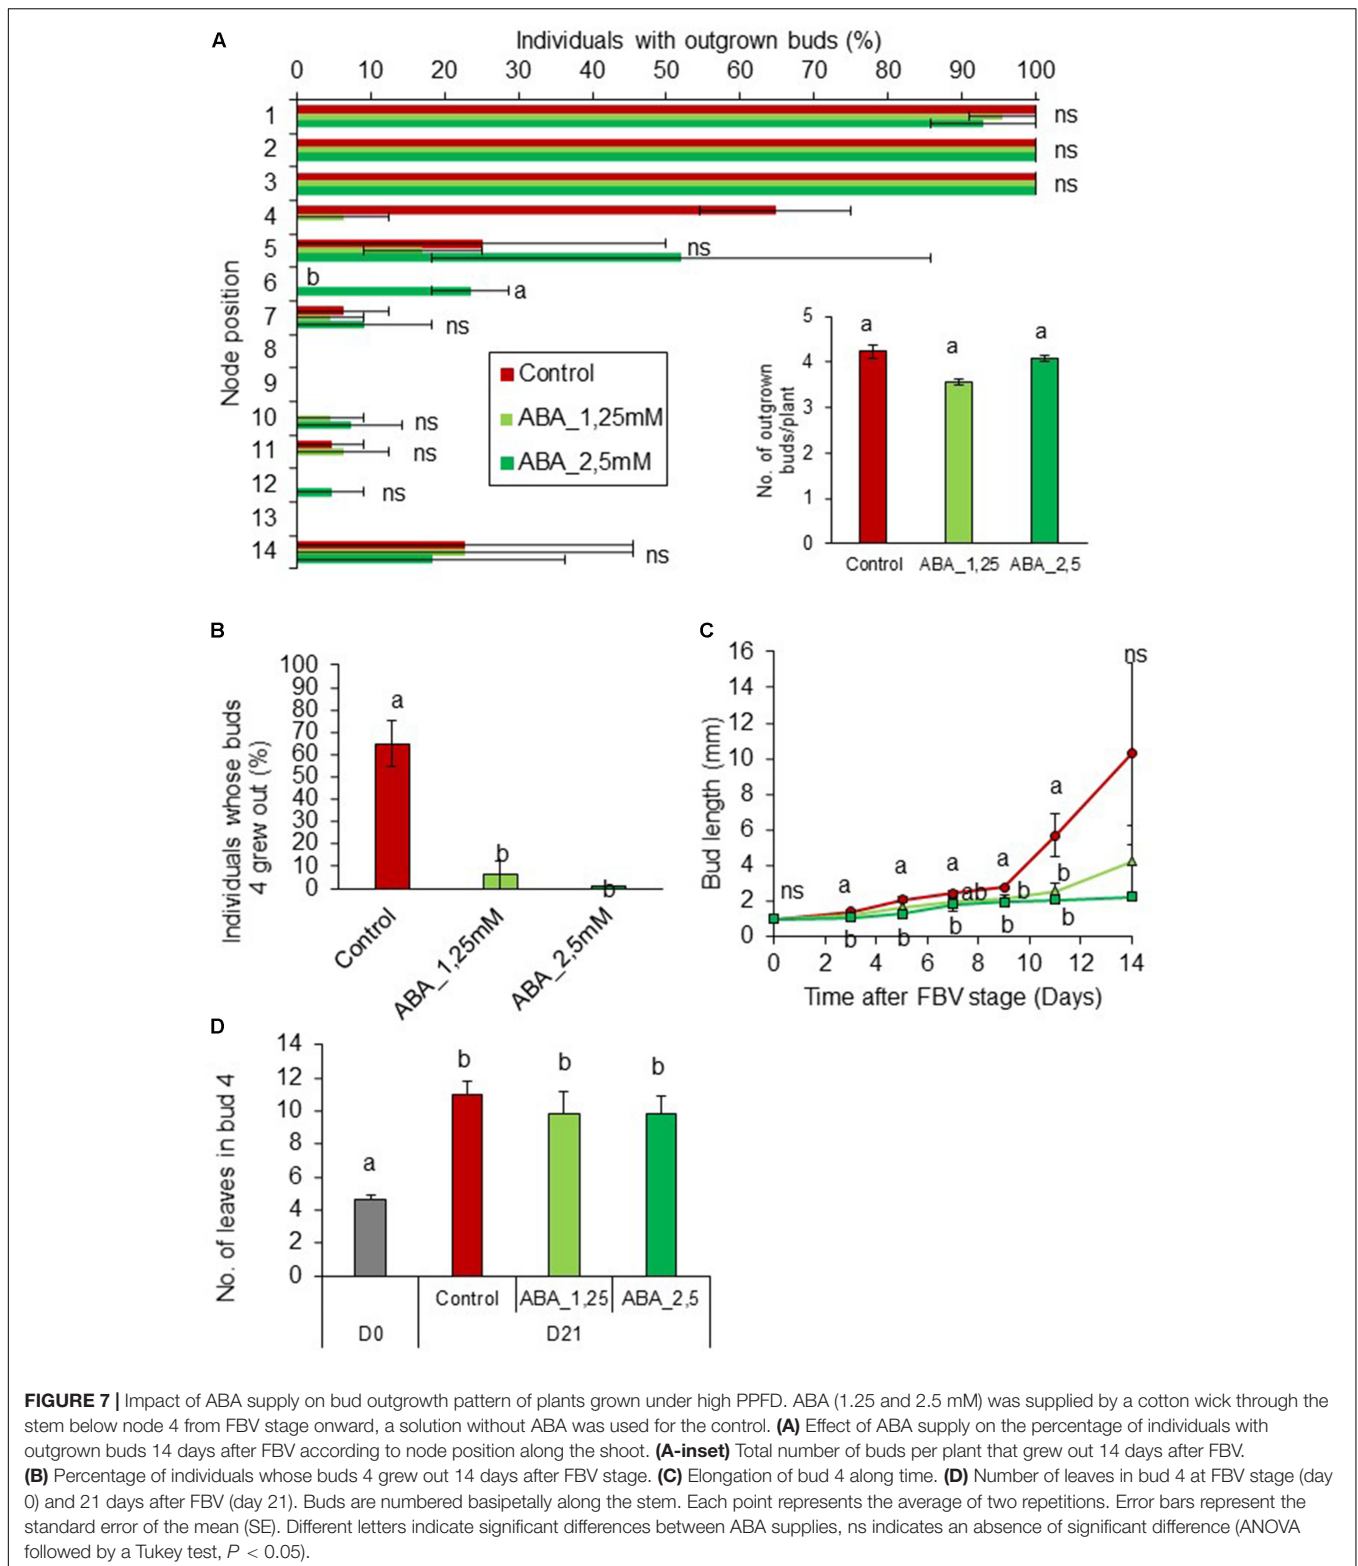 A
Individuals with outgrown buds (%)
0 10 20 30 40 50 60 70 80 90 100
Node position
1 ns
2 ns
3 ns
4
5 ns
6 b a
7 ns
8
9
10 ns
11 ns
12 ns
13
14 ns
Control
ABA_1,25mM
ABA_2,5mM
No. of outgrown
buds/plant
5
4
3
2
1
0
a a a
Control ABA_1,25 ABA_2,5
B
Individuals whose buds
4 grew out (%)
100
90
80
70
60
50
40
30
20
10
0
a b b
Control ABA_1,25mM ABA_2,5mM
C
Bud length (mm)
16
14
12
10
8
6
4
2
0
ns a a a a a ns
ab b b
b b b b b
0 2 4 6 8 10 12 14
Time after FBV stage (Days)
D
No. of leaves in bud 4
14
12
10
8
6
4
2
0
a b b b
Control ABA_1,25 ABA_2,5
D0 D21
FIGURE 7 | Impact of ABA supply on bud outgrowth pattern of plants grown under high PPFD. ABA (1.25 and 2.5 mM) was supplied by a cotton wick through the
stem below node 4 from FBV stage onward, a solution without ABA was used for the control. (A) Effect of ABA supply on the percentage of individuals with
outgrown buds 14 days after FBV according to node position along the shoot. (A-inset) Total number of buds per plant that grew out 14 days after FBV.
(B) Percentage of individuals whose buds 4 grew out 14 days after FBV stage. (C) Elongation of bud 4 along time. (D) Number of leaves in bud 4 at FBV stage (day
0) and 21 days after FBV (day 21). Buds are numbered basipetally along the stem. Each point represents the average of two repetitions. Error bars represent the
standard error of the mean (SE). Different letters indicate significant differences between ABA supplies, ns indicates an absence of significant difference (ANOVA
followed by a Tukey test, P < 0.05).